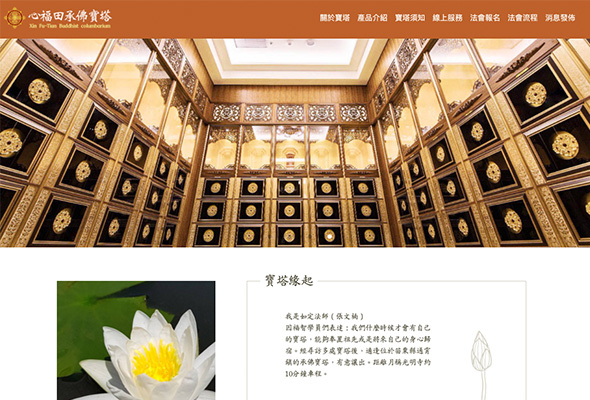 心福田承佛寶塔
Xin Fu-Tian Buddhist columbarium
關於寶塔 產品介紹 寶塔須知 線上服務 法會報名 法會流程 消息發佈
寶塔緣起
我是如定法師（張文楠）
因福智學員們表達：我們什麼時候才會有自己
的寶塔，能夠奉置祖先或是將來自己的身心歸
宿。經尋訪多處寶塔後，適逢位於苗栗縣通宵
鎮的承佛寶塔，有意讓出。距離月稱光明寺約
10分鐘車程。